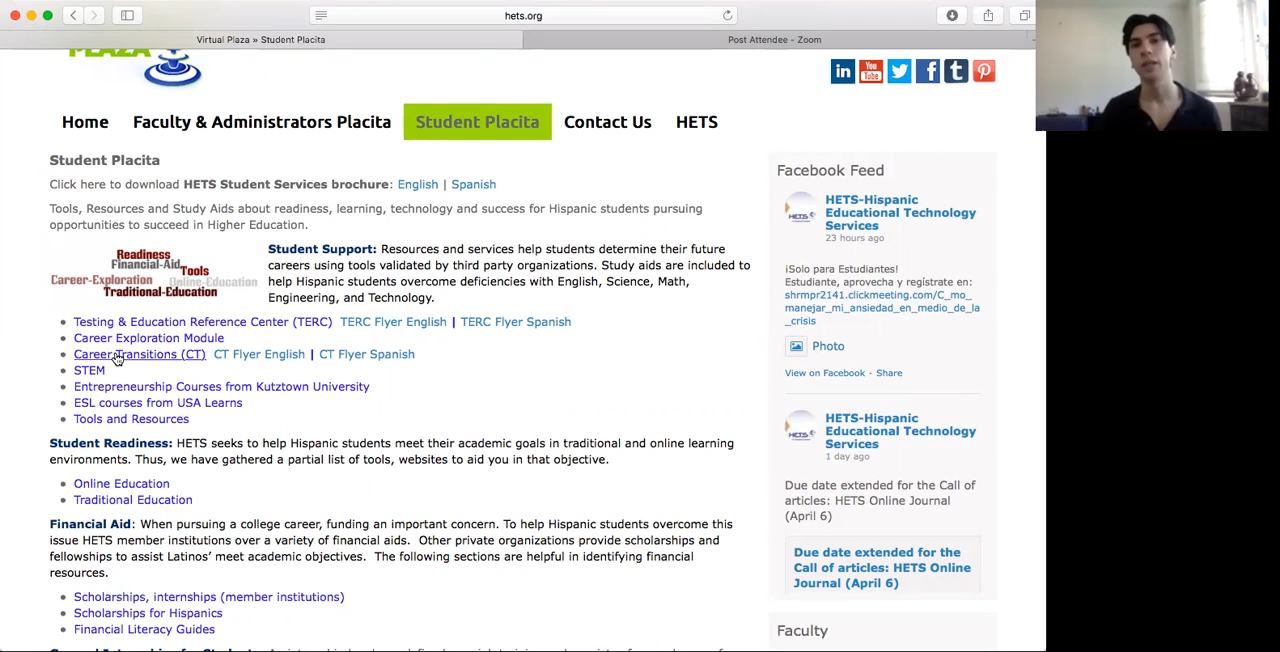 hets.org
Virtual Plaza » Student Placita
Post Attendee - Zoom
PLAZA
in
You Tube
f
t
Home Faculty & Administrators Placita Student Placita Contact Us HETS
Student Placita
Click here to download HETS Student Services brochure: English | Spanish
Tools, Resources and Study Aids about readiness, learning, technology and success for Hispanic students pursuing
opportunities to succeed in Higher Education.
Readiness
Financial-Aid
Tools
Career-Exploration
Online-Education
Traditional-Education
Student Support: Resources and services help students determine their future
careers using tools validated by third party organizations. Study aids are included to
help Hispanic students overcome deficiencies with English, Science, Math,
Engineering, and Technology.
Testing & Education Reference Center (TERC) TERC Flyer English | TERC Flyer Spanish
Career Exploration Module
Career Transitions (CT) CT Flyer English | CT Flyer Spanish
STEM
Entrepreneurship Courses from Kutztown University
ESL courses from USA Learns
Tools and Resources
Student Readiness: HETS seeks to help Hispanic students meet their academic goals in traditional and online learning
environments. Thus, we have gathered a partial list of tools, websites to aid you in that objective.
Online Education
Traditional Education
Financial Aid: When pursuing a college career, funding an important concern. To help Hispanic students overcome this
issue HETS member institutions over a variety of financial aids. Other private organizations provide scholarships and
fellowships to assist Latinos' meet academic objectives. The following sections are helpful in identifying financial
resources.
Scholarships, internships (member institutions)
Scholarships for Hispanics
Financial Literacy Guides
Facebook Feed
HETS-Hispanic
Educational Technology
Services
23 hours ago
¡Solo para Estudiantes!
Estudiante, aprovecha y regístrate en:
shrmpr2141.clickmeeting.com/C_mo_
manejar_mi_ansiedad_en_medio_de_la
_crisis
Photo
View on Facebook · Share
HETS-Hispanic
Educational Technology
Services
1 day ago
Due date extended for the Call of
articles: HETS Online Journal
(April 6)
Due date extended for the
Call of articles: HETS Online
Journal (April 6)
Faculty